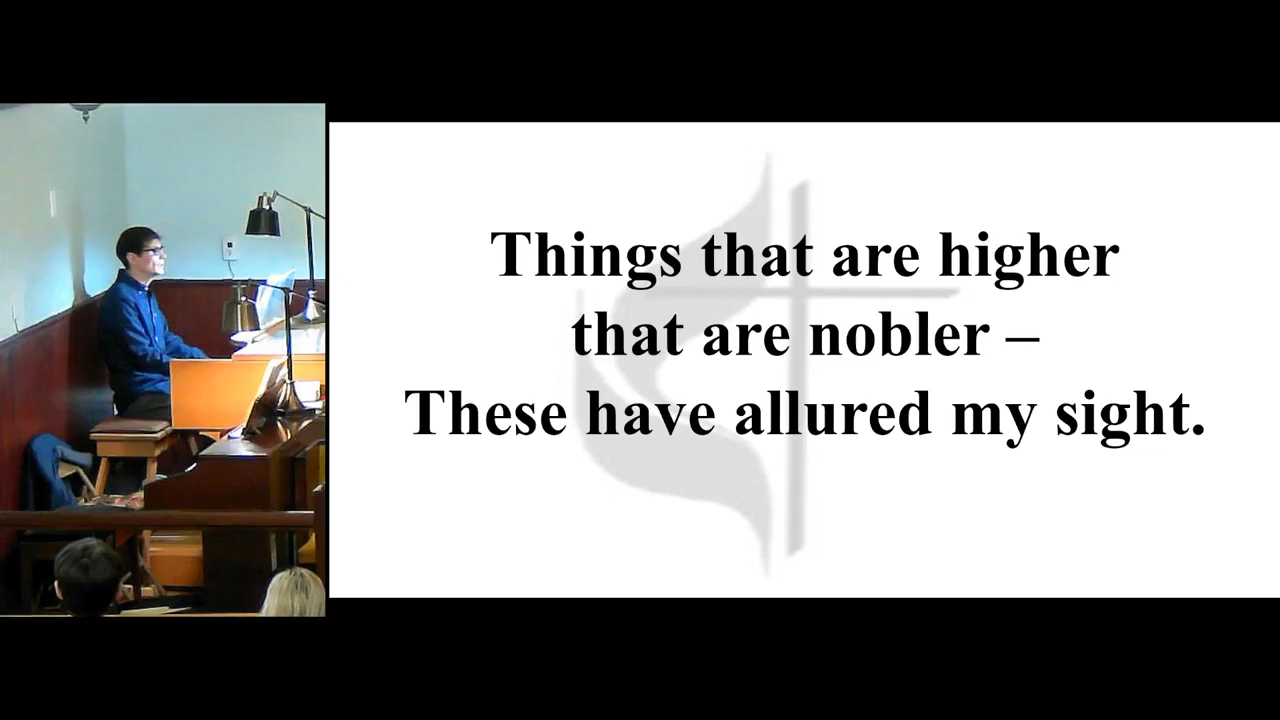 Things that are higher
that are nobler –
These have allured my sight.